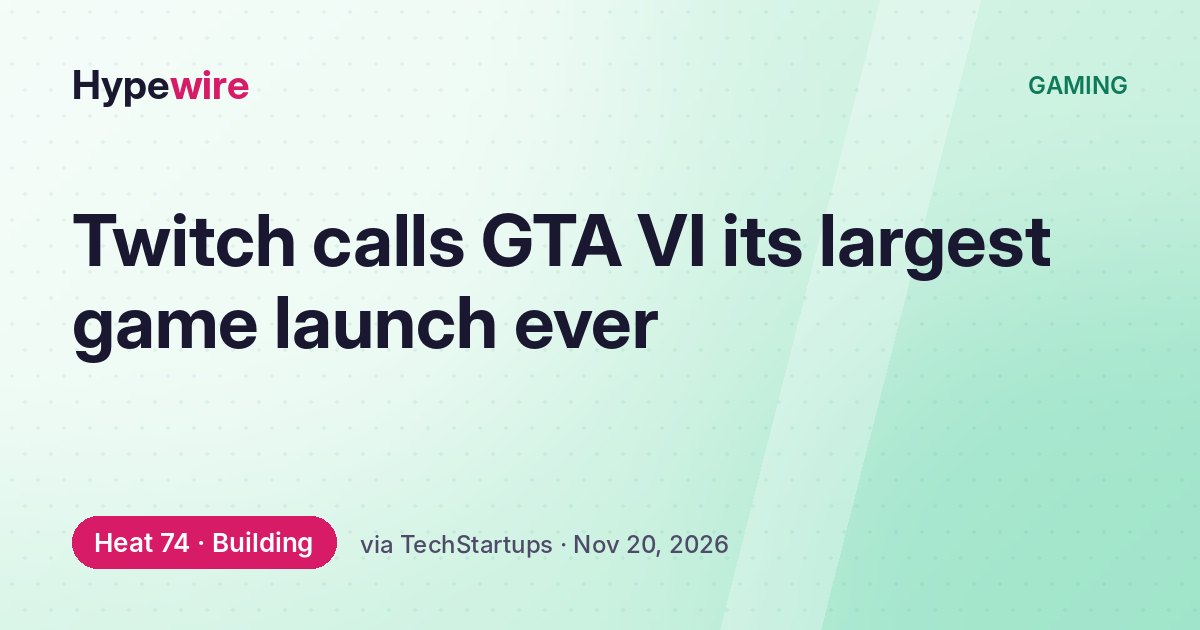 Hypewire
GAMING
Twitch calls GTA VI its largest
game launch ever
Heat 74 · Building
via TechStartups · Nov 20, 2026